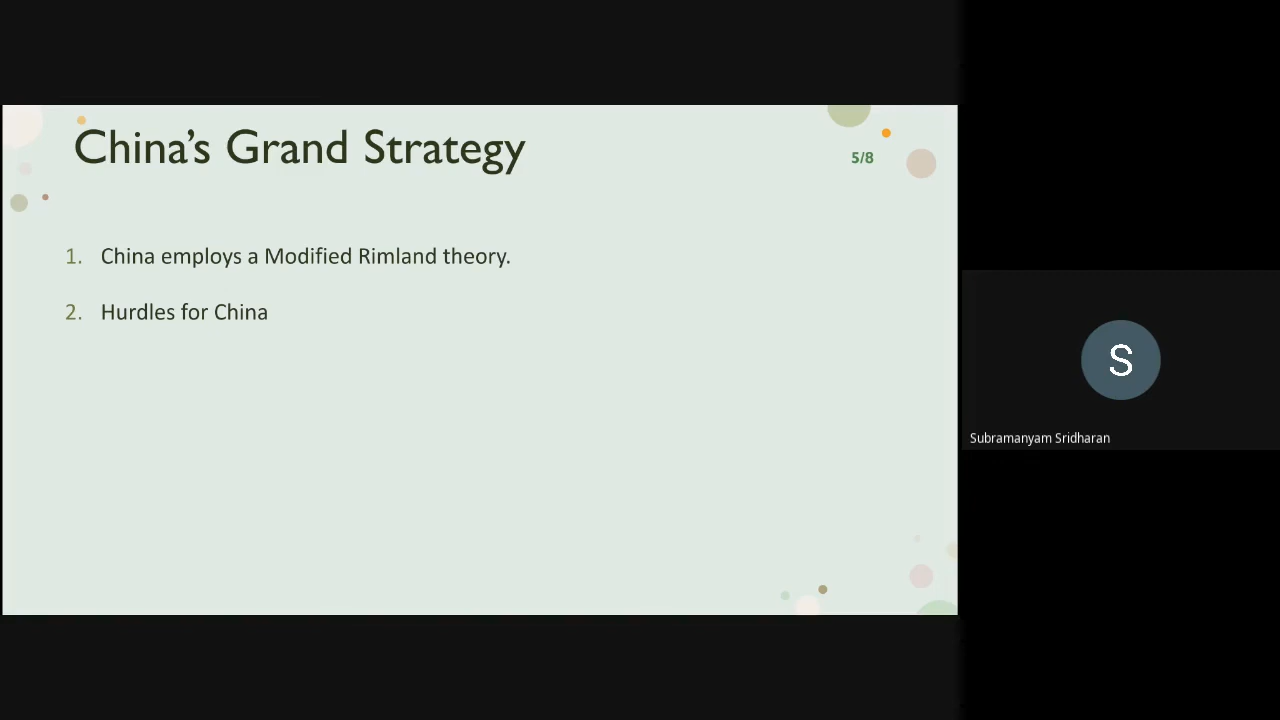 China's Grand Strategy
5/8
1. China employs a Modified Rimland theory.
2. Hurdles for China
S
Subramanyam Sridharan